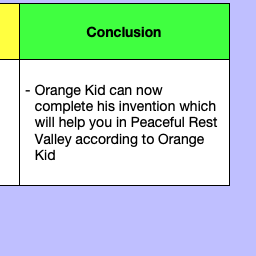 Conclusion
- Orange Kid can now
complete his invention which
will help you in Peaceful Rest
Valley according to Orange
Kid